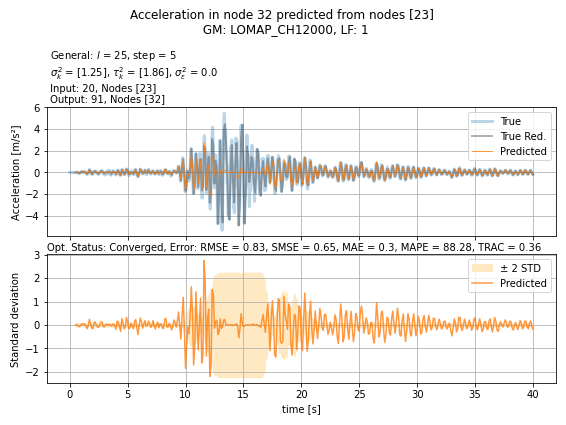 Acceleration in node 32 predicted from nodes [23]
GM: LOMAP_CH12000, LF: 1
General: l = 25, step = 5
σ²ₖ = [1.25], τ²ₖ = [1.86], σ²ε = 0.0
Input: 20, Nodes [23]
Output: 91, Nodes [32]
Acceleration [m/s²]
6
4
2
0
−2
−4
True
True Red.
Predicted
Opt. Status: Converged, Error: RMSE = 0.83, SMSE = 0.65, MAE = 0.3, MAPE = 88.28, TRAC = 0.36
Standard deviation
3
2
1
0
−1
−2
± 2 STD
Predicted
0 5 10 15 20 25 30 35 40
time [s]